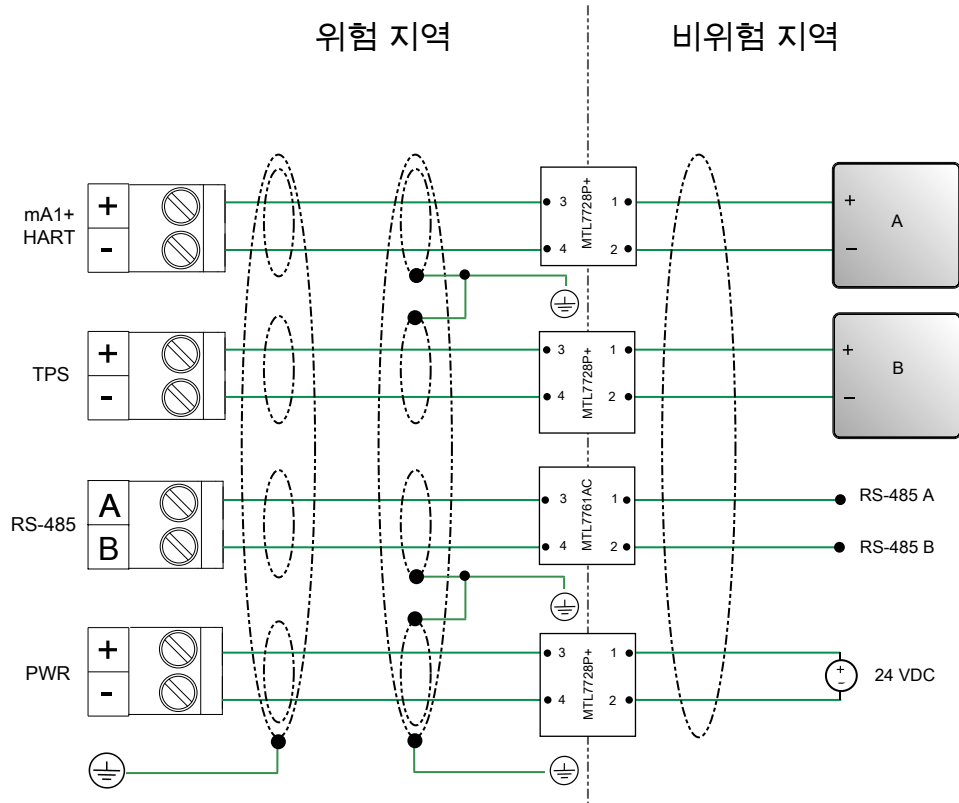 위험 지역
비위험 지역
mA1+
HART
+
-
3
4
MTL7728P+
1
2
+
−
A
TPS
+
-
3
4
MTL7728P+
1
2
+
−
B
RS-485
A
B
3
4
MTL7761AC
1
2
RS-485 A
RS-485 B
PWR
+
-
3
4
MTL7728P+
1
2
+
−
24 VDC